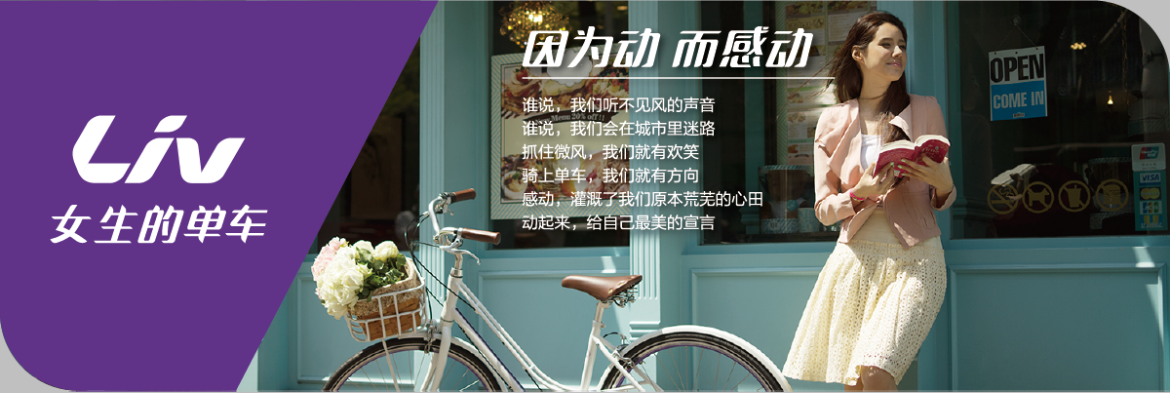 Liv
女生的单车
因为动 而感动
谁说，我们听不见风的声音
谁说，我们会在城市里迷路
抓住微风，我们就有欢笑
骑上单车，我们就有方向
感动，灌溉了我们原本荒芜的心田
动起来，给自己最美的宣言
Menu 20% off!!
OPEN
COME IN
VISA